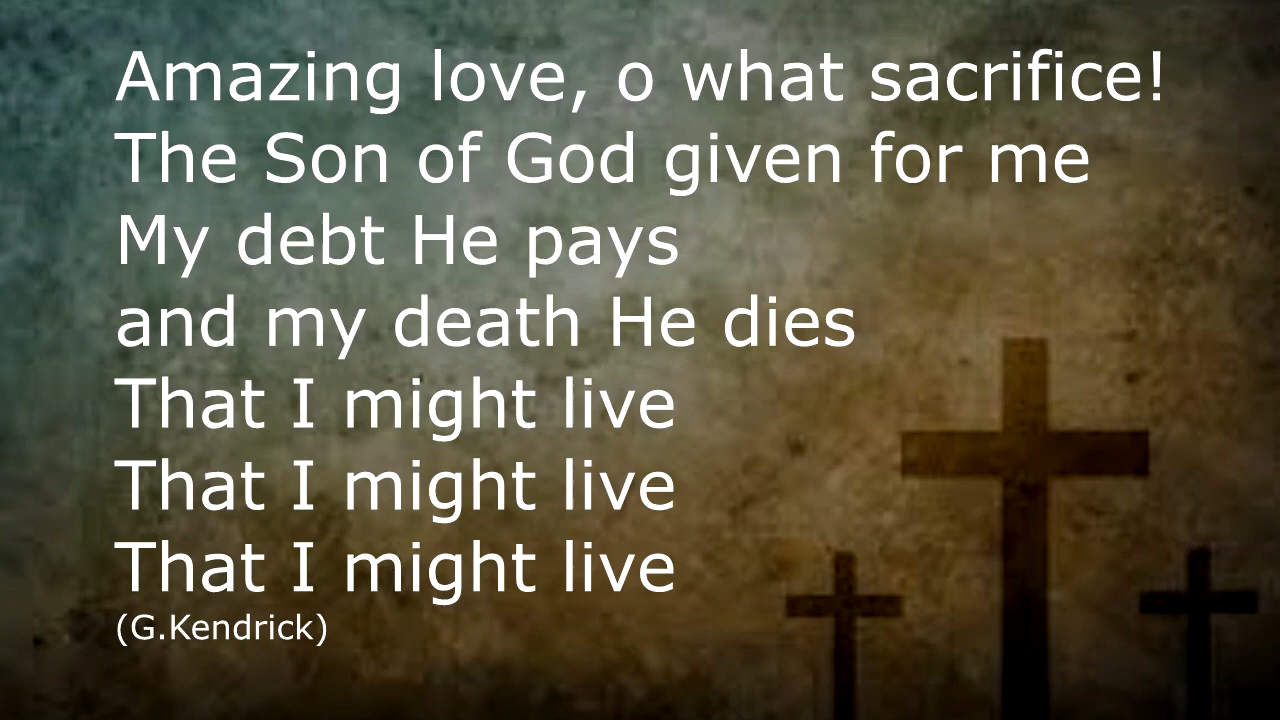 Amazing love, o what sacrifice!
The Son of God given for me
My debt He pays
and my death He dies
That I might live
That I might live
That I might live
(G.Kendrick)